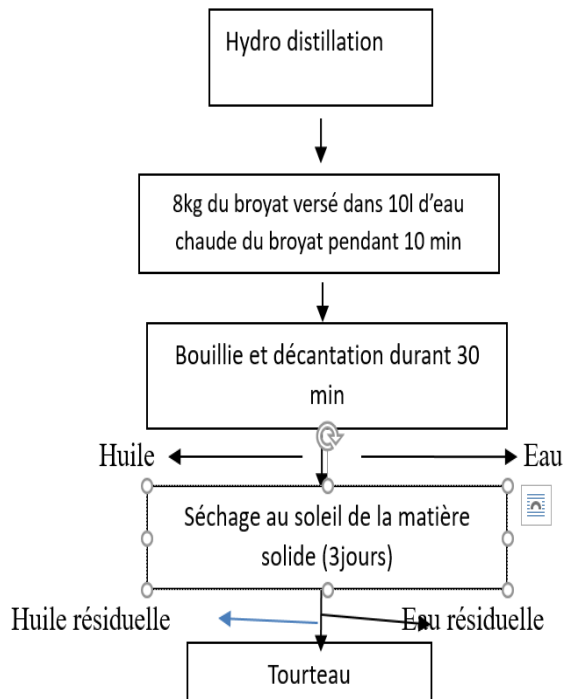 Hydro distillation
8kg du broyat versé dans 10l d’eau
chaude du broyat pendant 10 min
Bouillie et décantation durant 30
min
Huile
Eau
Séchage au soleil de la matière
solide (3jours)
Huile résiduelle
Eau résiduelle
Tourteau